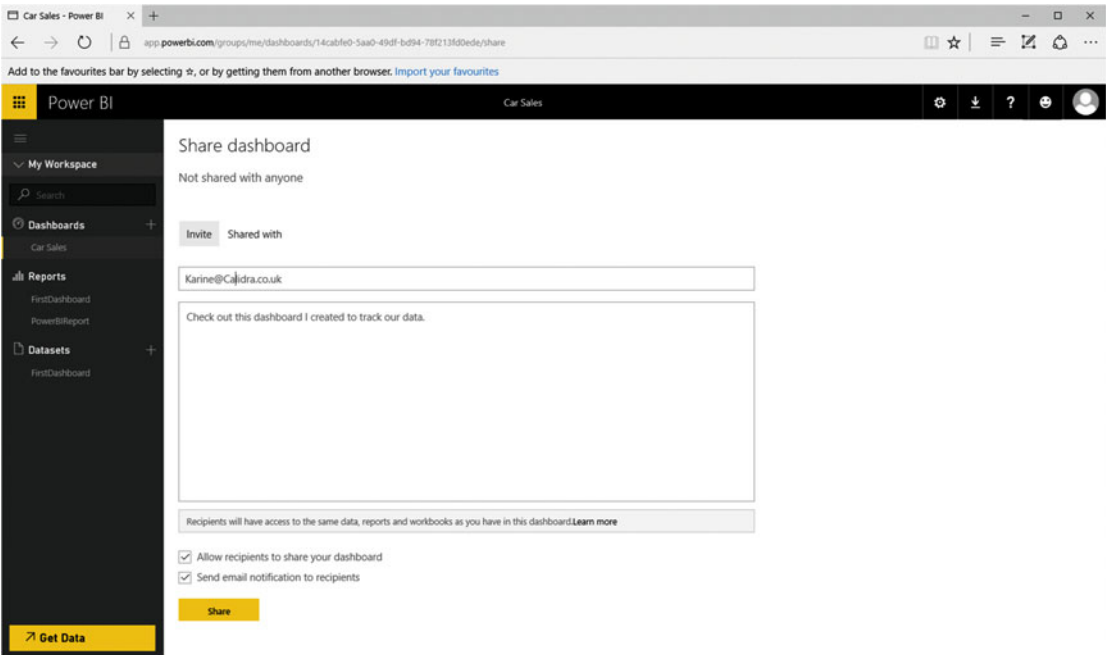 Car Sales - Power BI
app.powerbi.com/groups/me/dashboards/14cabfe0-5aa0-49df-bd94-78f213fd0ede/share
Add to the favourites bar by selecting ☆, or by getting them from another browser. Import your favourites
Power BI
Car Sales
?
My Workspace
Search
Dashboards
Car Sales
Reports
FirstDashboard
PowerBIReport
Datasets
FirstDashboard
Get Data
Share dashboard
Not shared with anyone
Invite Shared with
Karine@Calidra.co.uk
Check out this dashboard I created to track our data.
Recipients will have access to the same data, reports and workbooks as you have in this dashboard.Learn more
Allow recipients to share your dashboard
Send email notification to recipients
Share